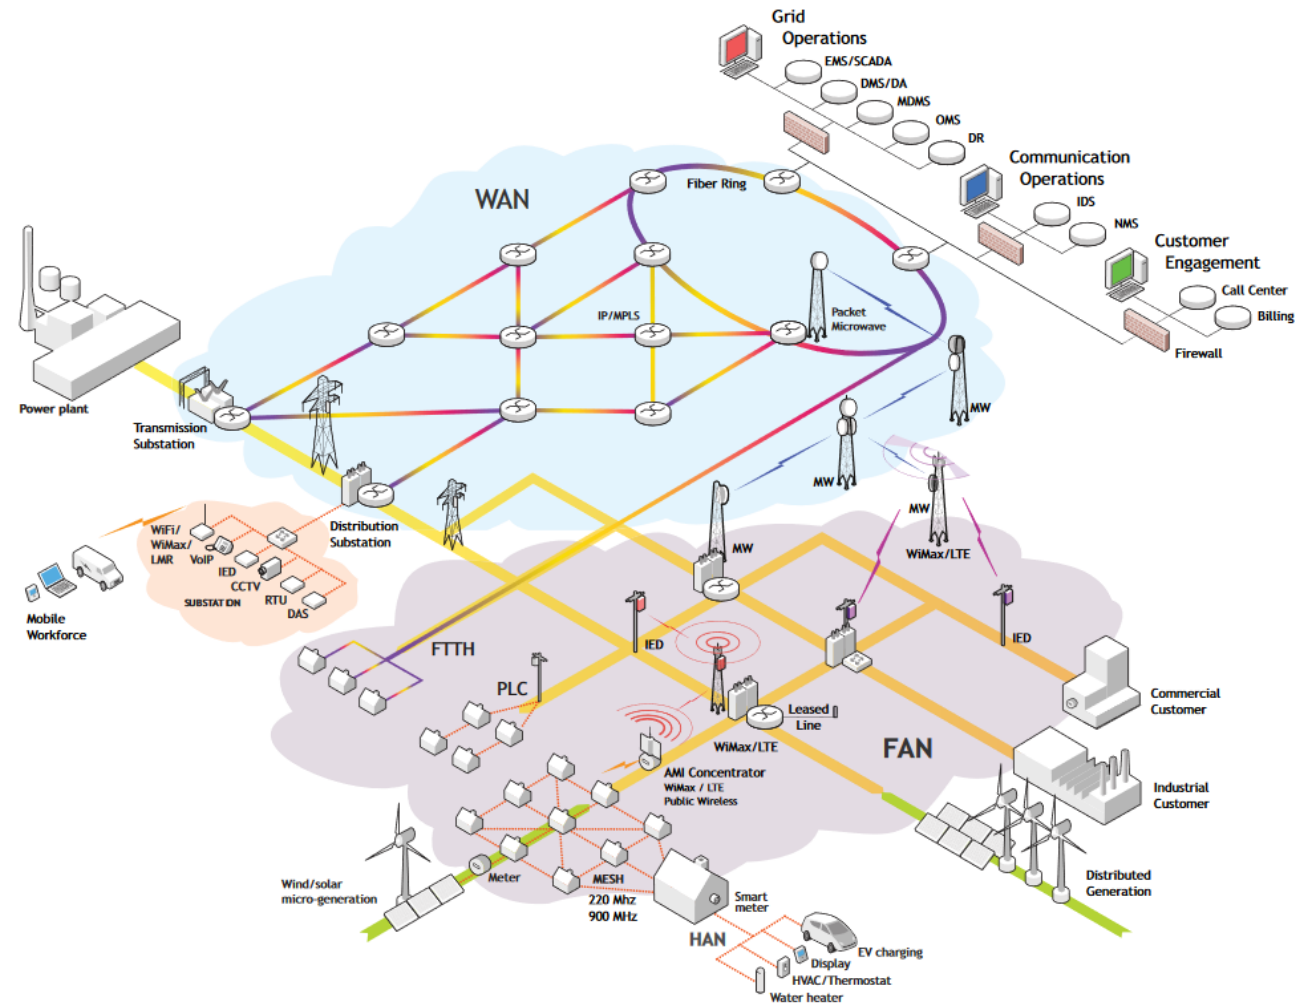 Grid
Operations
EMS/SCADA
DMS/DA
MDMS
OMS
DR
Communication
Operations
IDS
NMS
Customer
Engagement
Call Center
Billing
Firewall
WAN
Fiber Ring
IP/MPLS
Packet
Microwave
MW
MW
MW
WiMax/LTE
MW
Power plant
Transmission
Substation
Distribution
Substation
WiFi/
WiMax/
LMR
VoIP
IED
CCTV
RTU
DAS
SUBSTATION
Mobile
Workforce
FTTH
PLC
IED
IED
Leased
Line
WiMax/LTE
FAN
AMI Concentrator
WiMax / LTE
Public Wireless
Commercial
Customer
Industrial
Customer
Distributed
Generation
Wind/solar
micro-generation
Meter
MESH
220 Mhz
900 MHz
Smart
meter
HAN
EV charging
Display
HVAC/Thermostat
Water heater